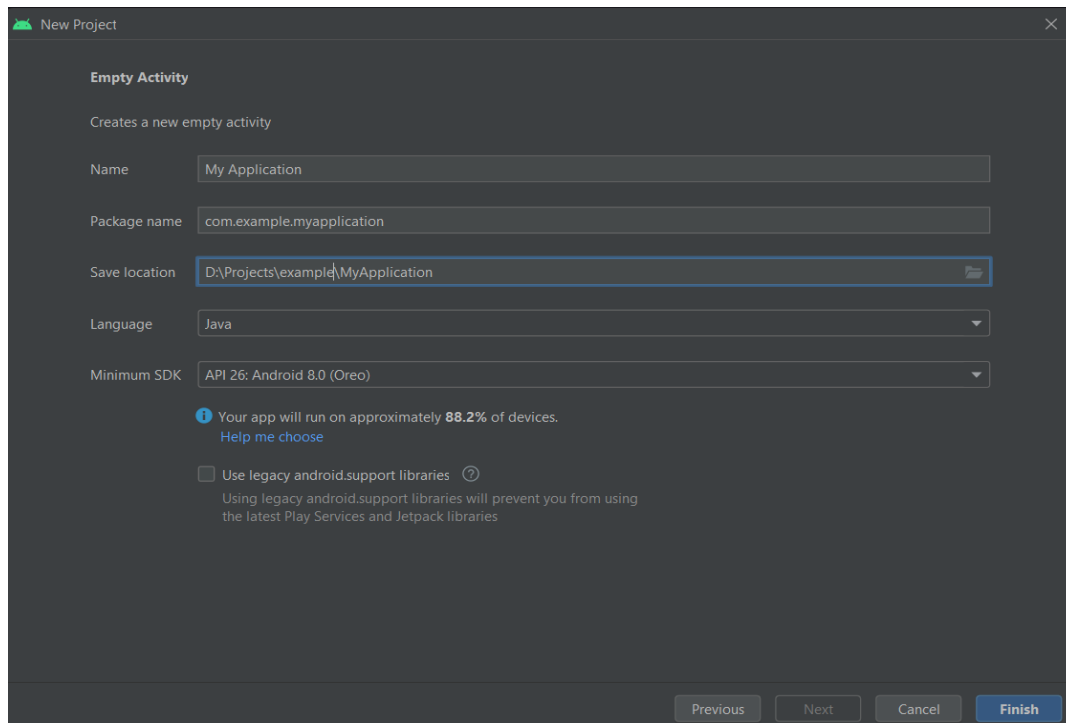 New Project
Empty Activity
Creates a new empty activity
Name My Application
Package name com.example.myapplication
Save location D:\Projects\example\MyApplication
Language Java
Minimum SDK API 26: Android 8.0 (Oreo)
Your app will run on approximately 88.2% of devices.
Help me choose
Use legacy android.support libraries ?
Using legacy android.support libraries will prevent you from using
the latest Play Services and Jetpack libraries
Previous Next Cancel Finish